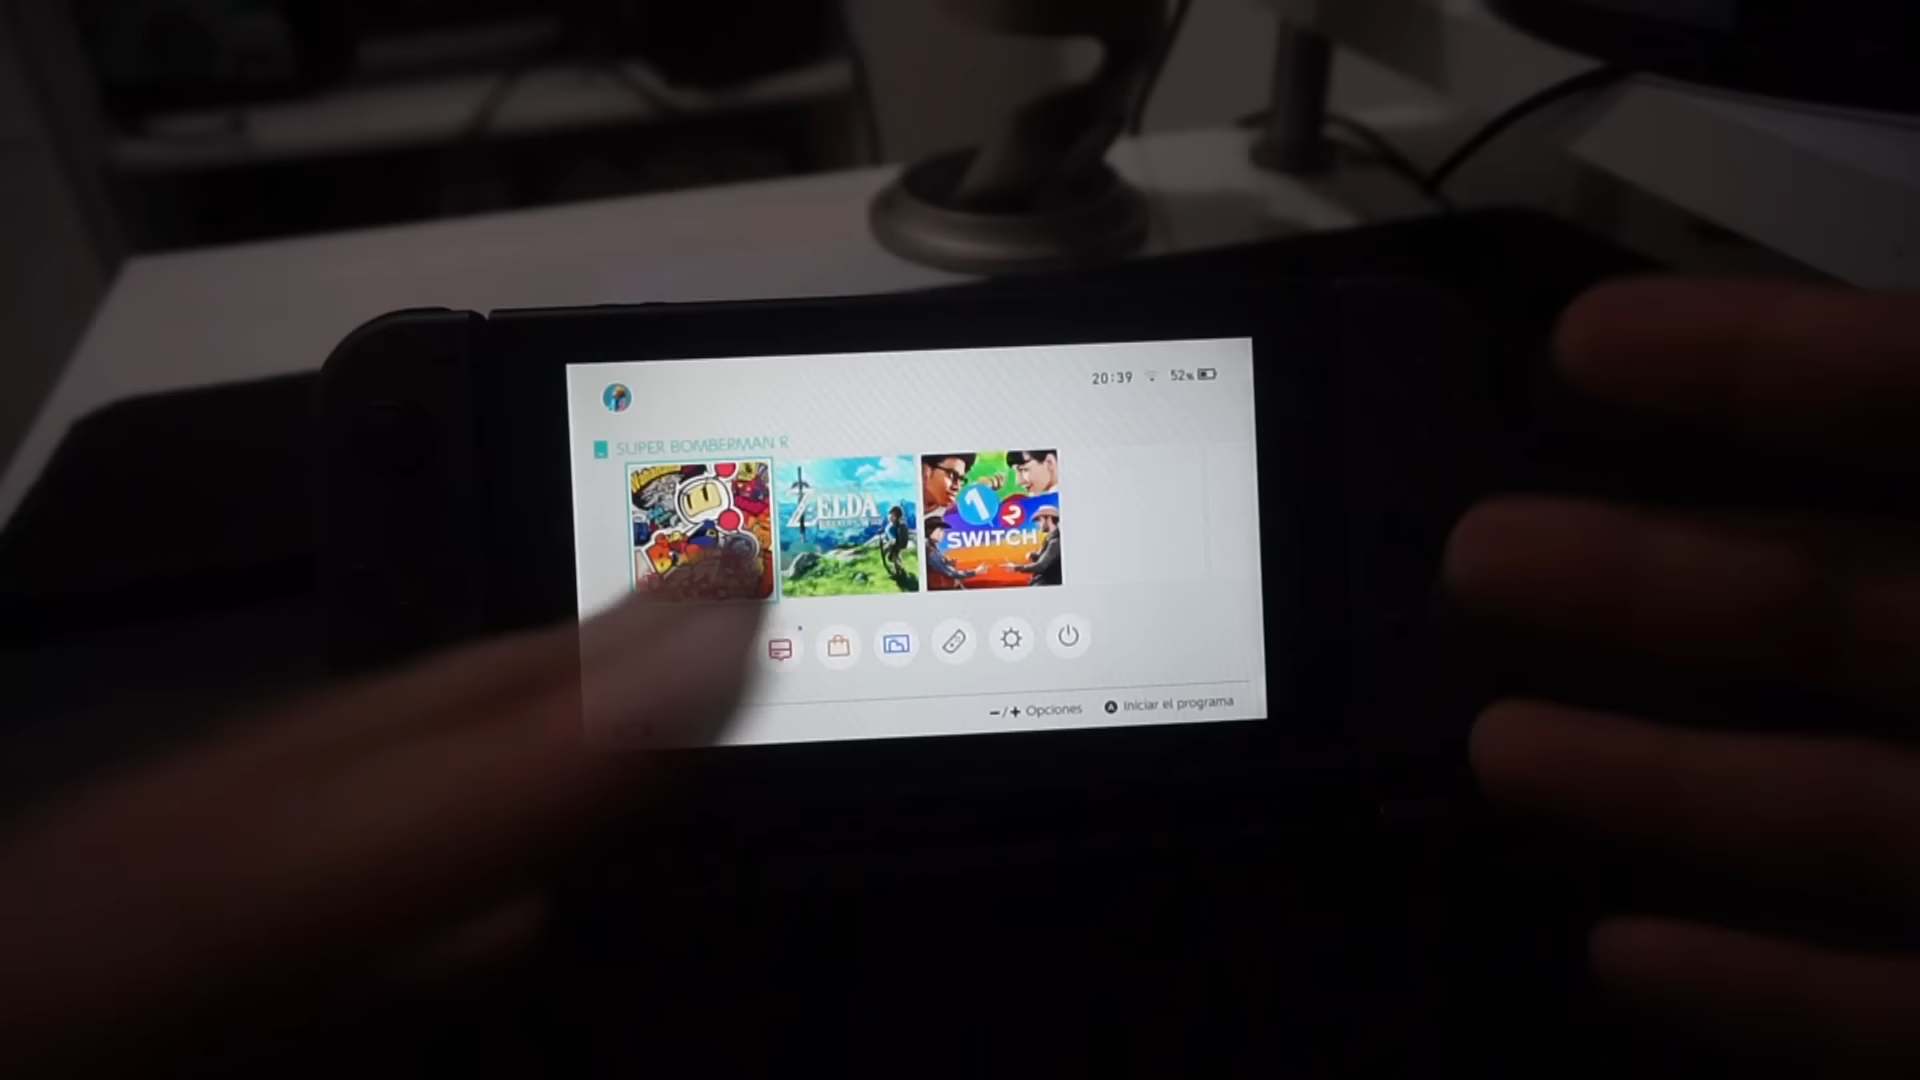 20:39 52%
SUPER BOMBERMAN R
ZELDA
1 2
SWITCH
−/+ Opciones A Iniciar el programa